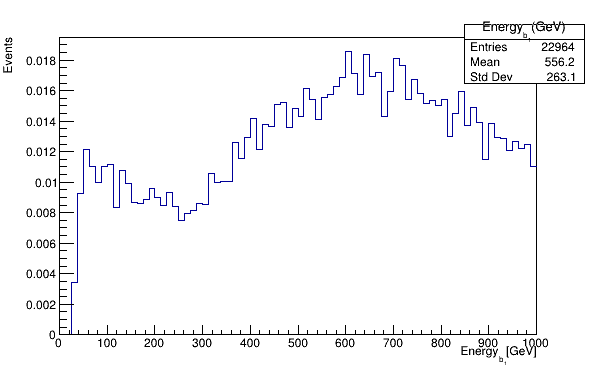 Energy_b_1 (GeV)
Entries 22964
Mean 556.2
Std Dev 263.1
Events
0.018
0.016
0.014
0.012
0.01
0.008
0.006
0.004
0.002
0
0 100 200 300 400 500 600 700 800 900 1000
Energy_b_1 [GeV]